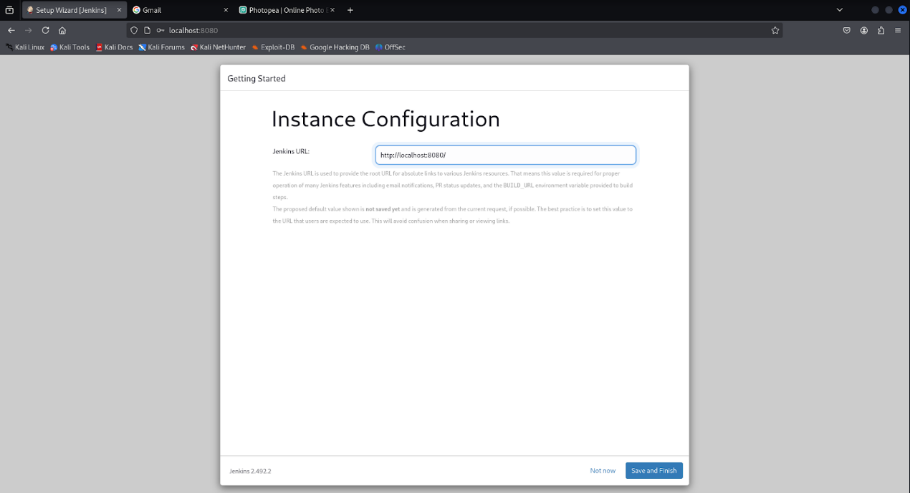 Setup Wizard [Jenkins]
Gmail
Photopea | Online Photo
localhost:8080
Kali Linux
Kali Tools
Kali Docs
Kali Forums
Kali NetHunter
Exploit-DB
Google Hacking DB
OffSec
Getting Started
Instance Configuration
Jenkins URL:
http://localhost:8080/
The Jenkins URL is used to provide the root URL for absolute links to various Jenkins resources. That means this value is required for proper
operation of many Jenkins features including email notifications, PR status updates, and the BUILD_URL environment variable provided to build
steps.
The proposed default value shown is not saved yet and is generated from the current request, if possible. The best practice is to set this value to
the URL that users are expected to use. This will avoid confusion when sharing or viewing links.
Jenkins 2.492.2
Not now
Save and Finish